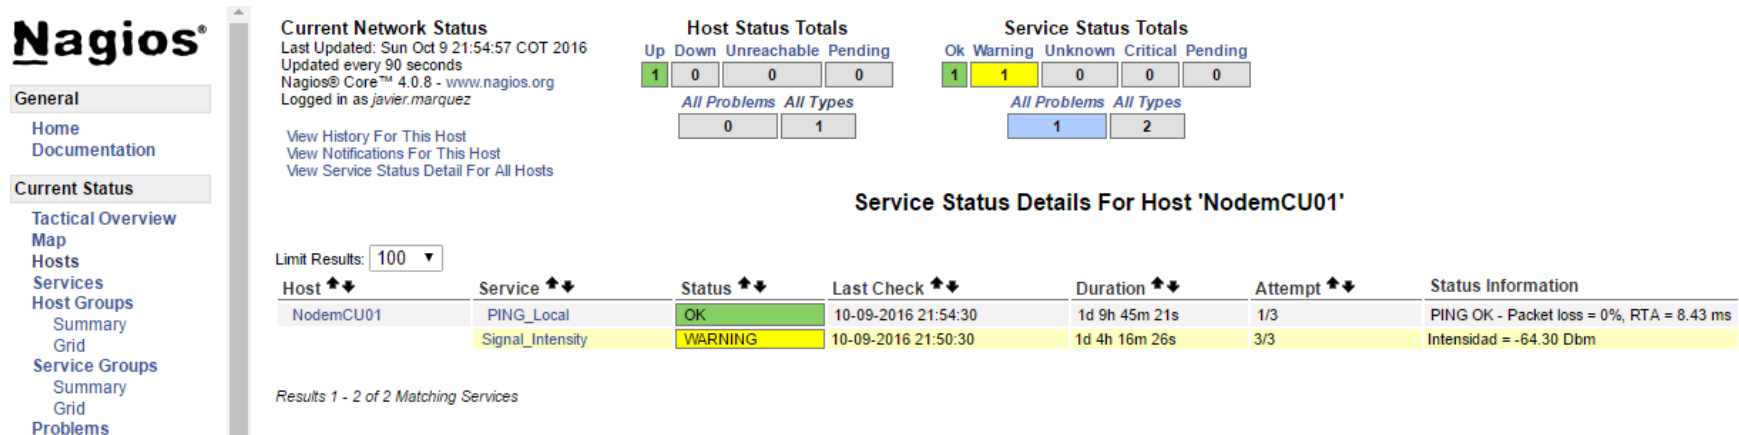 Nagios®
General
Home
Documentation
Current Status
Tactical Overview
Map
Hosts
Services
Host Groups
Summary
Grid
Service Groups
Summary
Grid
Problems
Current Network Status
Last Updated: Sun Oct 9 21:54:57 COT 2016
Updated every 90 seconds
Nagios® Core™ 4.0.8 - www.nagios.org
Logged in as javier.marquez
View History For This Host
View Notifications For This Host
View Service Status Detail For All Hosts
Host Status Totals
Up Down Unreachable Pending
1 0 0 0
All Problems All Types
0 1
Service Status Totals
Ok Warning Unknown Critical Pending
1 1 0 0 0
All Problems All Types
1 2
Service Status Details For Host 'NodemCU01'
Limit Results: 100
Host Service Status Last Check Duration Attempt Status Information
NodemCU01 PING_Local OK 10-09-2016 21:54:30 1d 9h 45m 21s 1/3 PING OK - Packet loss = 0%, RTA = 8.43 ms
Signal_Intensity WARNING 10-09-2016 21:50:30 1d 4h 16m 26s 3/3 Intensidad = -64.30 Dbm
Results 1 - 2 of 2 Matching Services